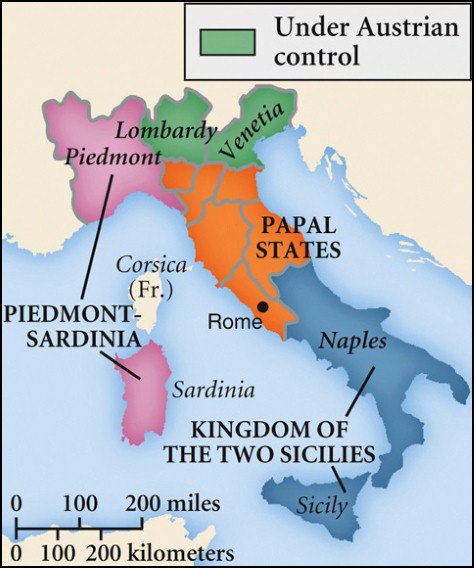 Under Austrian
control
Lombardy
Venetia
Piedmont
PAPAL
STATES
Corsica
(Fr.)
PIEDMONT-
SARDINIA
Rome
Naples
Sardinia
KINGDOM OF
THE TWO SICILIES
Sicily
0 100 200 miles
0 100 200 kilometers